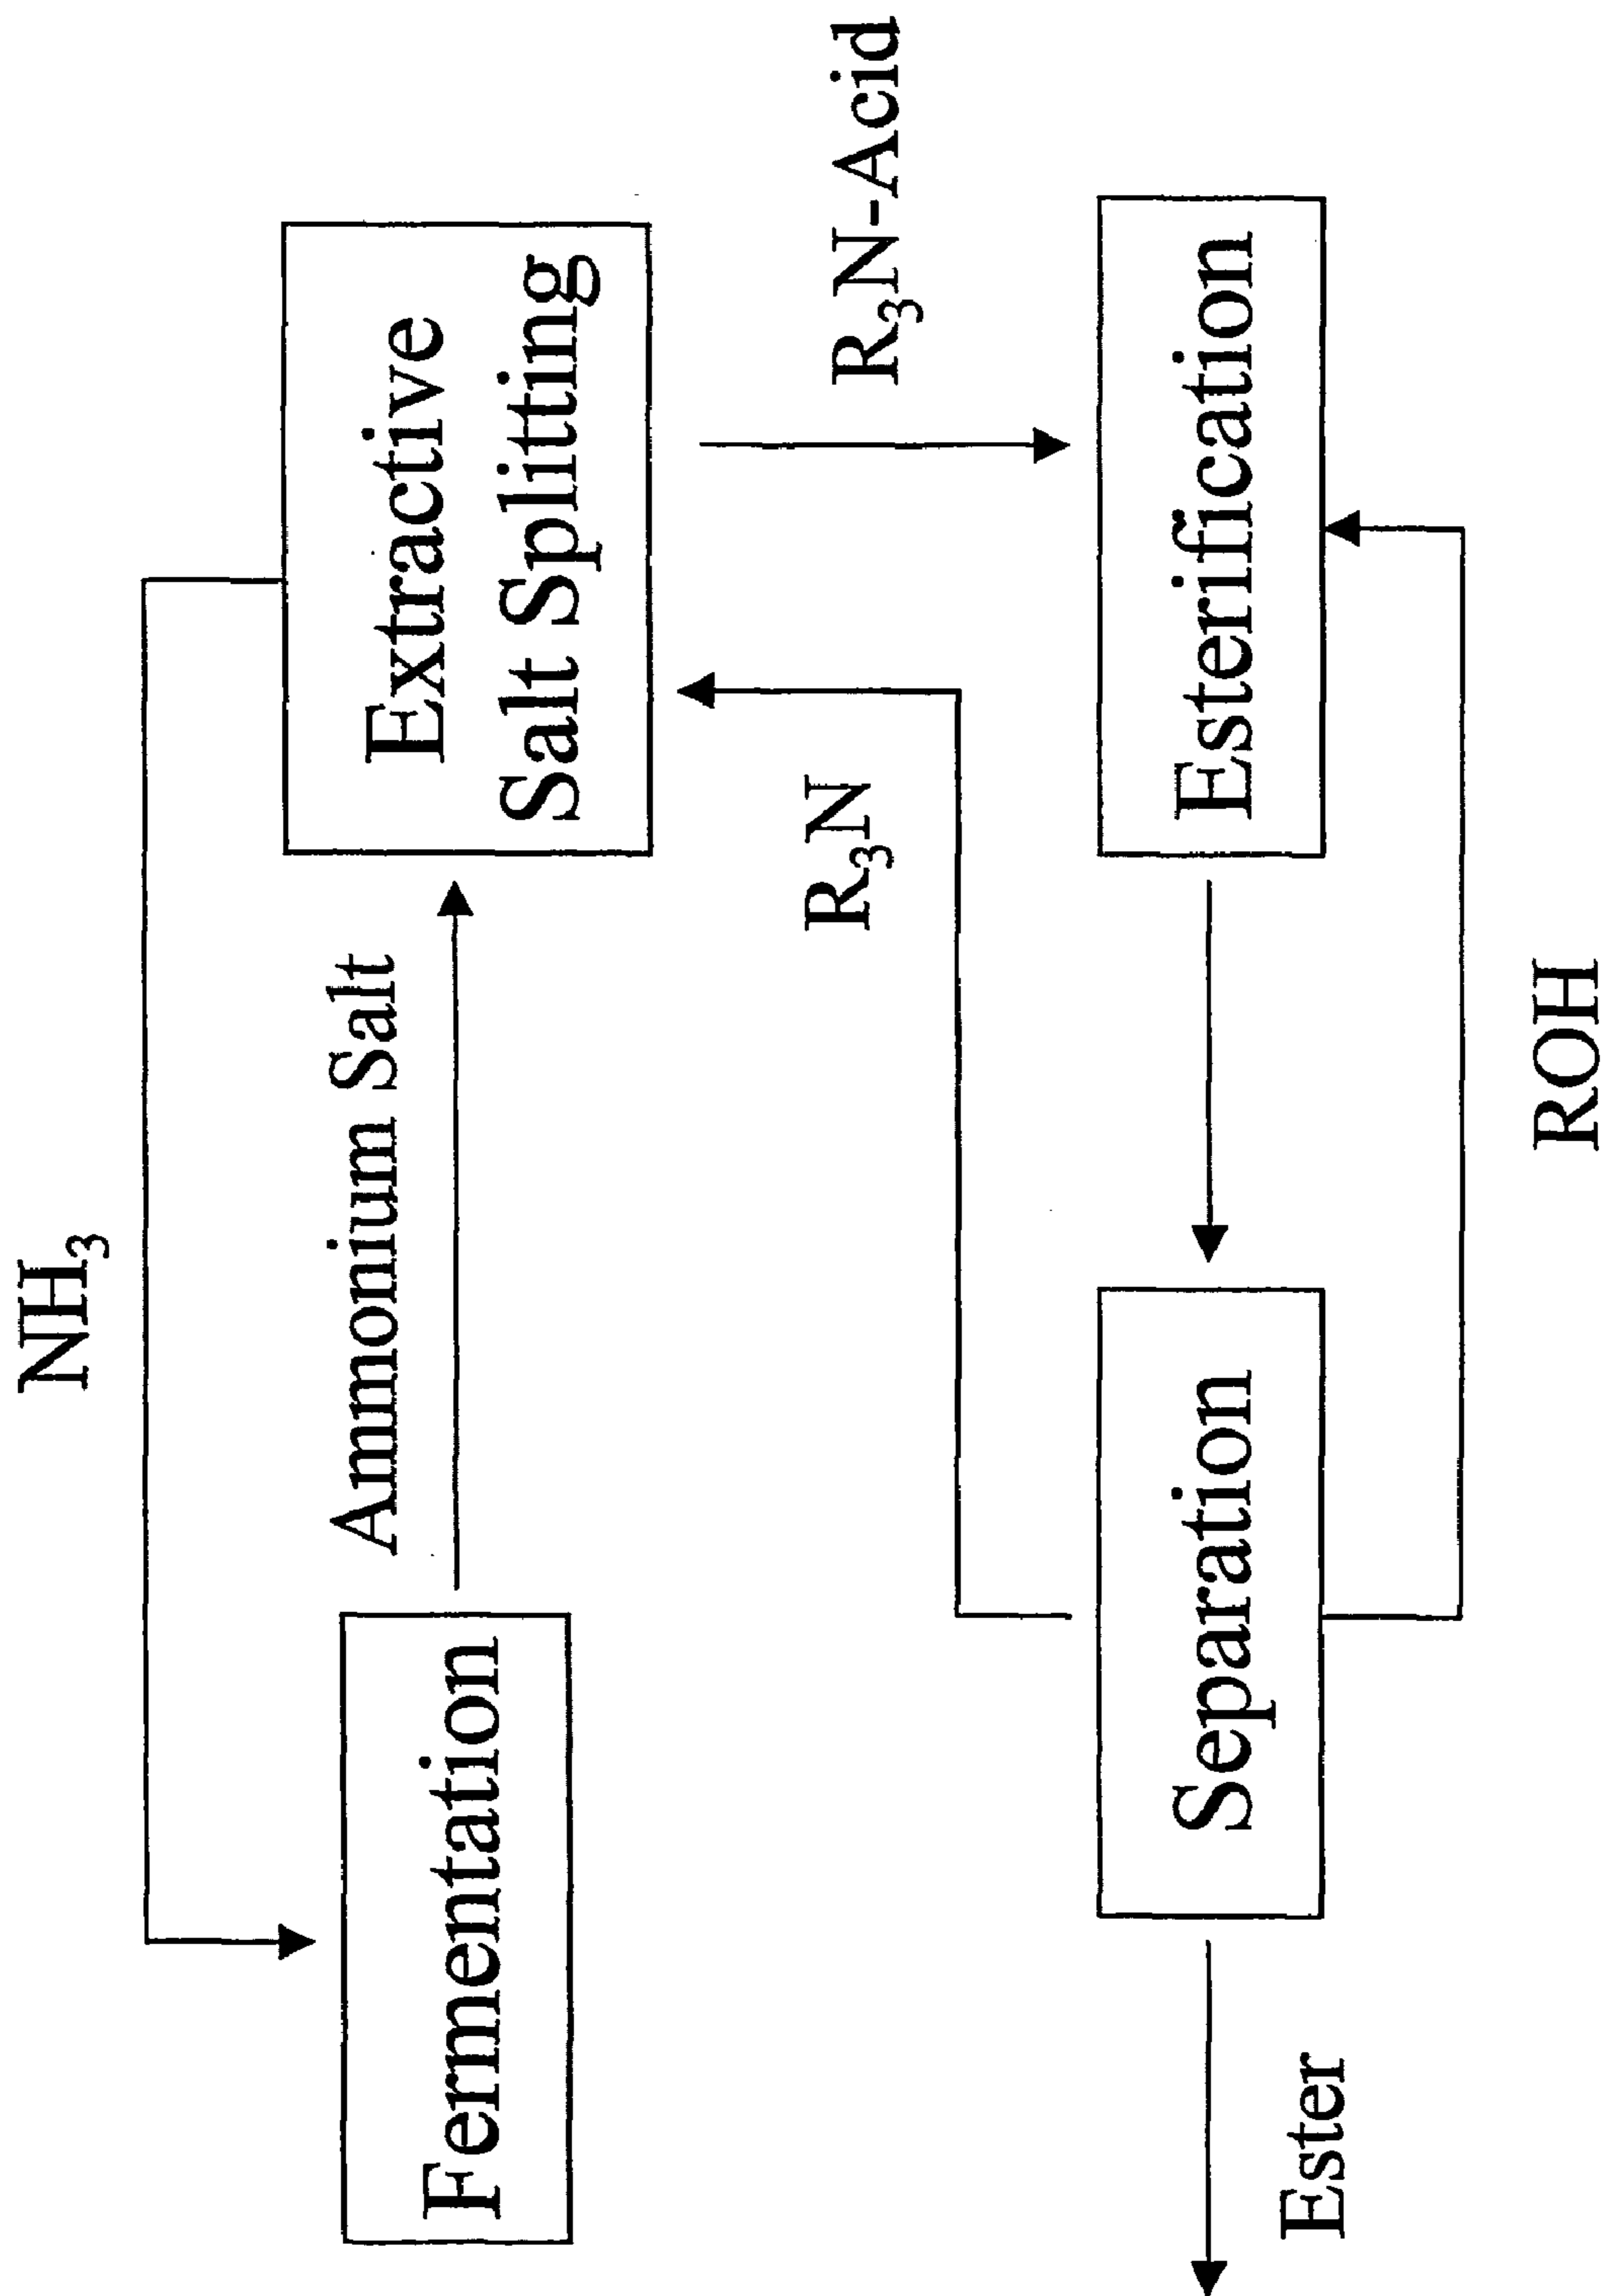 NH3
Fermentation
Ammonium Salt
Extractive
Salt Splitting
R3N
R3N-Acid
Separation
Esterification
Ester
ROH